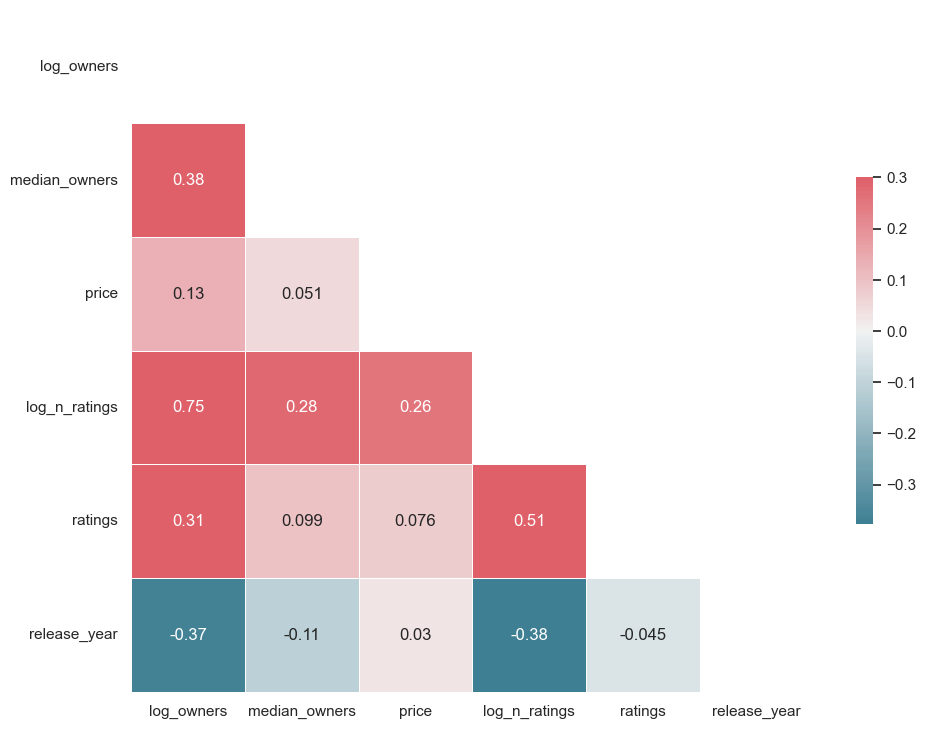 log_owners
median_owners 0.38
price 0.13 0.051
log_n_ratings 0.75 0.28 0.26
ratings 0.31 0.099 0.076 0.51
release_year -0.37 -0.11 0.03 -0.38 -0.045
log_owners median_owners price log_n_ratings ratings release_year
0.3
0.2
0.1
0.0
−0.1
−0.2
−0.3